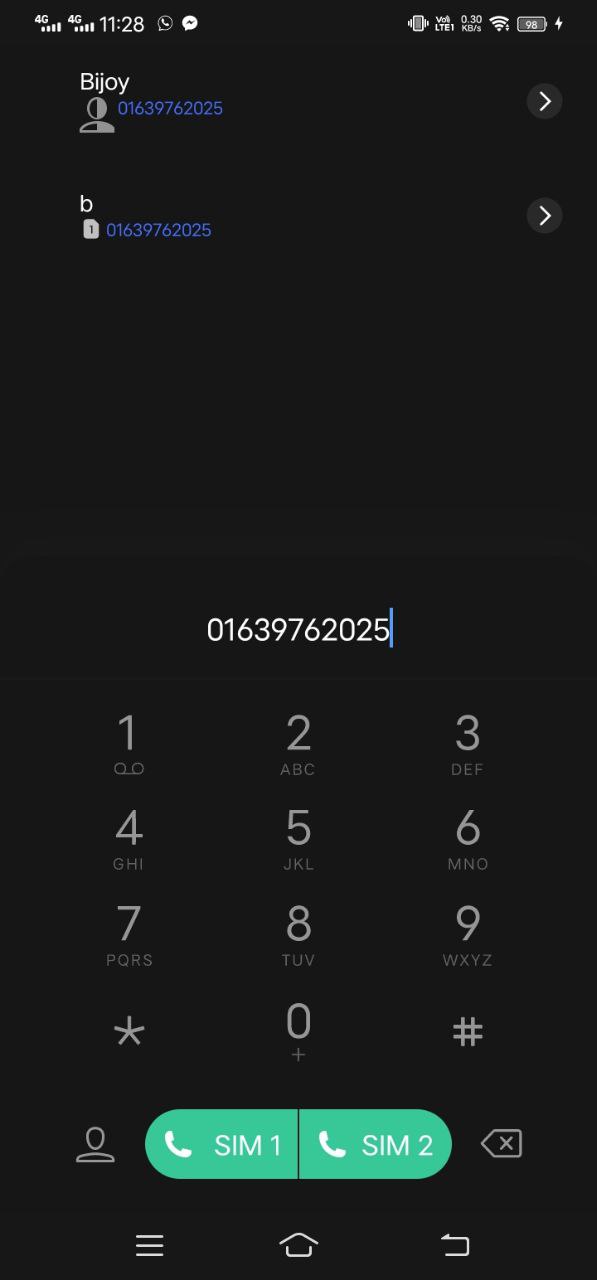 4G 4G 11:28 Voli LTE1 0.30 KB/s 98
Bijoy
01639762025
b
1 01639762025
01639762025
1 2 3
ABC DEF
4 5 6
GHI JKL MNO
7 8 9
PQRS TUV WXYZ
* 0 #
+
SIM 1 SIM 2